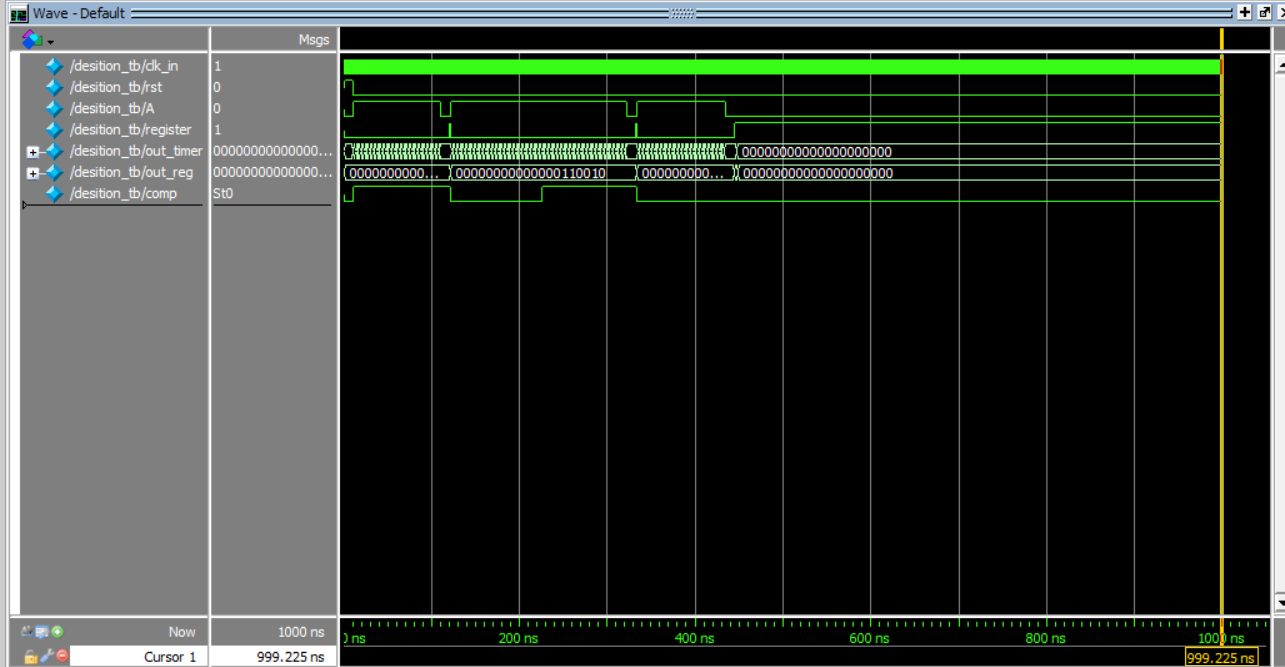 Wave - Default
Msgs
/desition_tb/clk_in 1
/desition_tb/rst 0
/desition_tb/A 0
/desition_tb/register 1
/desition_tb/out_timer 00000000000000... 00000000000000000000
/desition_tb/out_reg 00000000000000... 0000000000... 00000000000000110010 000000000... 00000000000000000000
/desition_tb/comp St0
Now 1000 ns
0 ns 200 ns 400 ns 600 ns 800 ns 1000 ns
Cursor 1 999.225 ns
999.225 ns